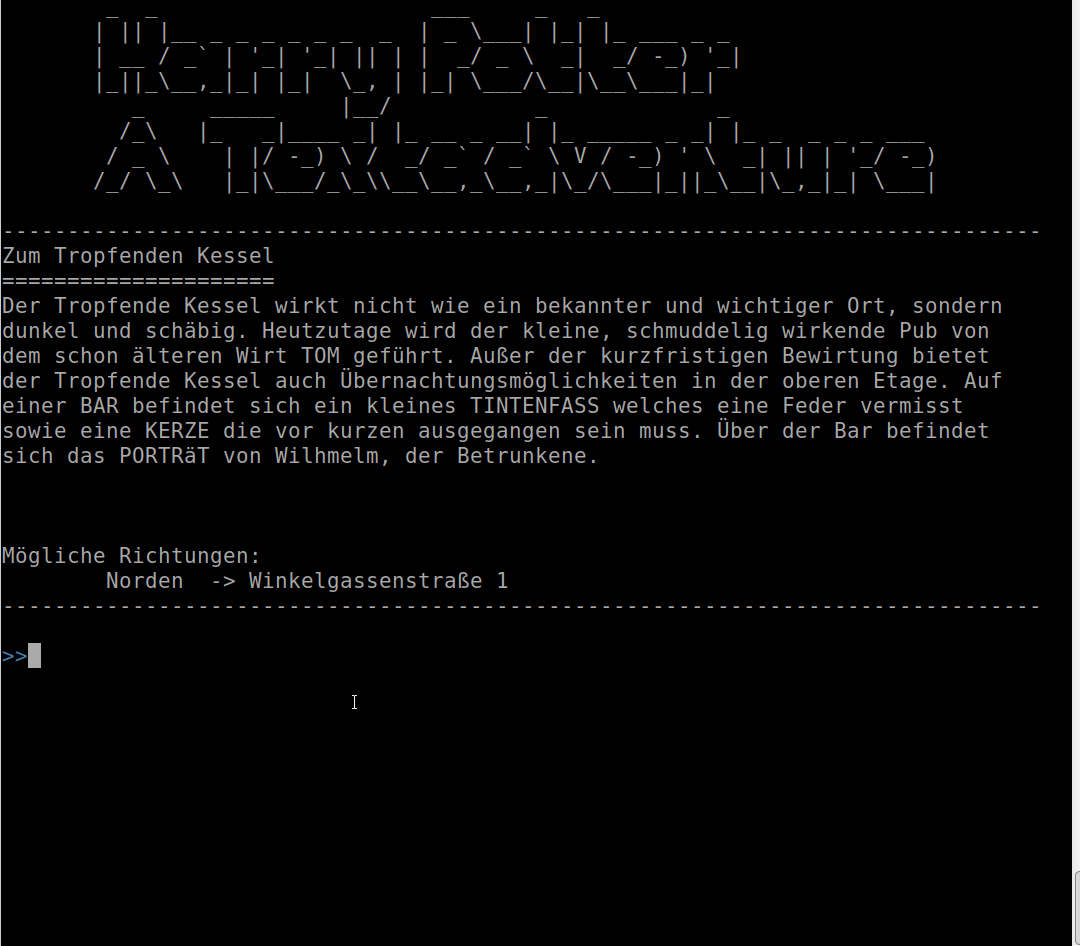 Harry Potter
A Textadventure
--------------------------------------------------------------------------------
Zum Tropfenden Kessel
=====================
Der Tropfende Kessel wirkt nicht wie ein bekannter und wichtiger Ort, sondern
dunkel und schäbig. Heutzutage wird der kleine, schmuddelig wirkende Pub von
dem schon älteren Wirt TOM geführt. Außer der kurzfristigen Bewirtung bietet
der Tropfende Kessel auch Übernachtungsmöglichkeiten in der oberen Etage. Auf
einer BAR befindet sich ein kleines TINTENFASS welches eine Feder vermisst
sowie eine KERZE die vor kurzen ausgegangen sein muss. Über der Bar befindet
sich das PORTRäT von Wilhmelm, der Betrunkene.
Mögliche Richtungen:
Norden -> Winkelgassenstraße 1
--------------------------------------------------------------------------------
>>